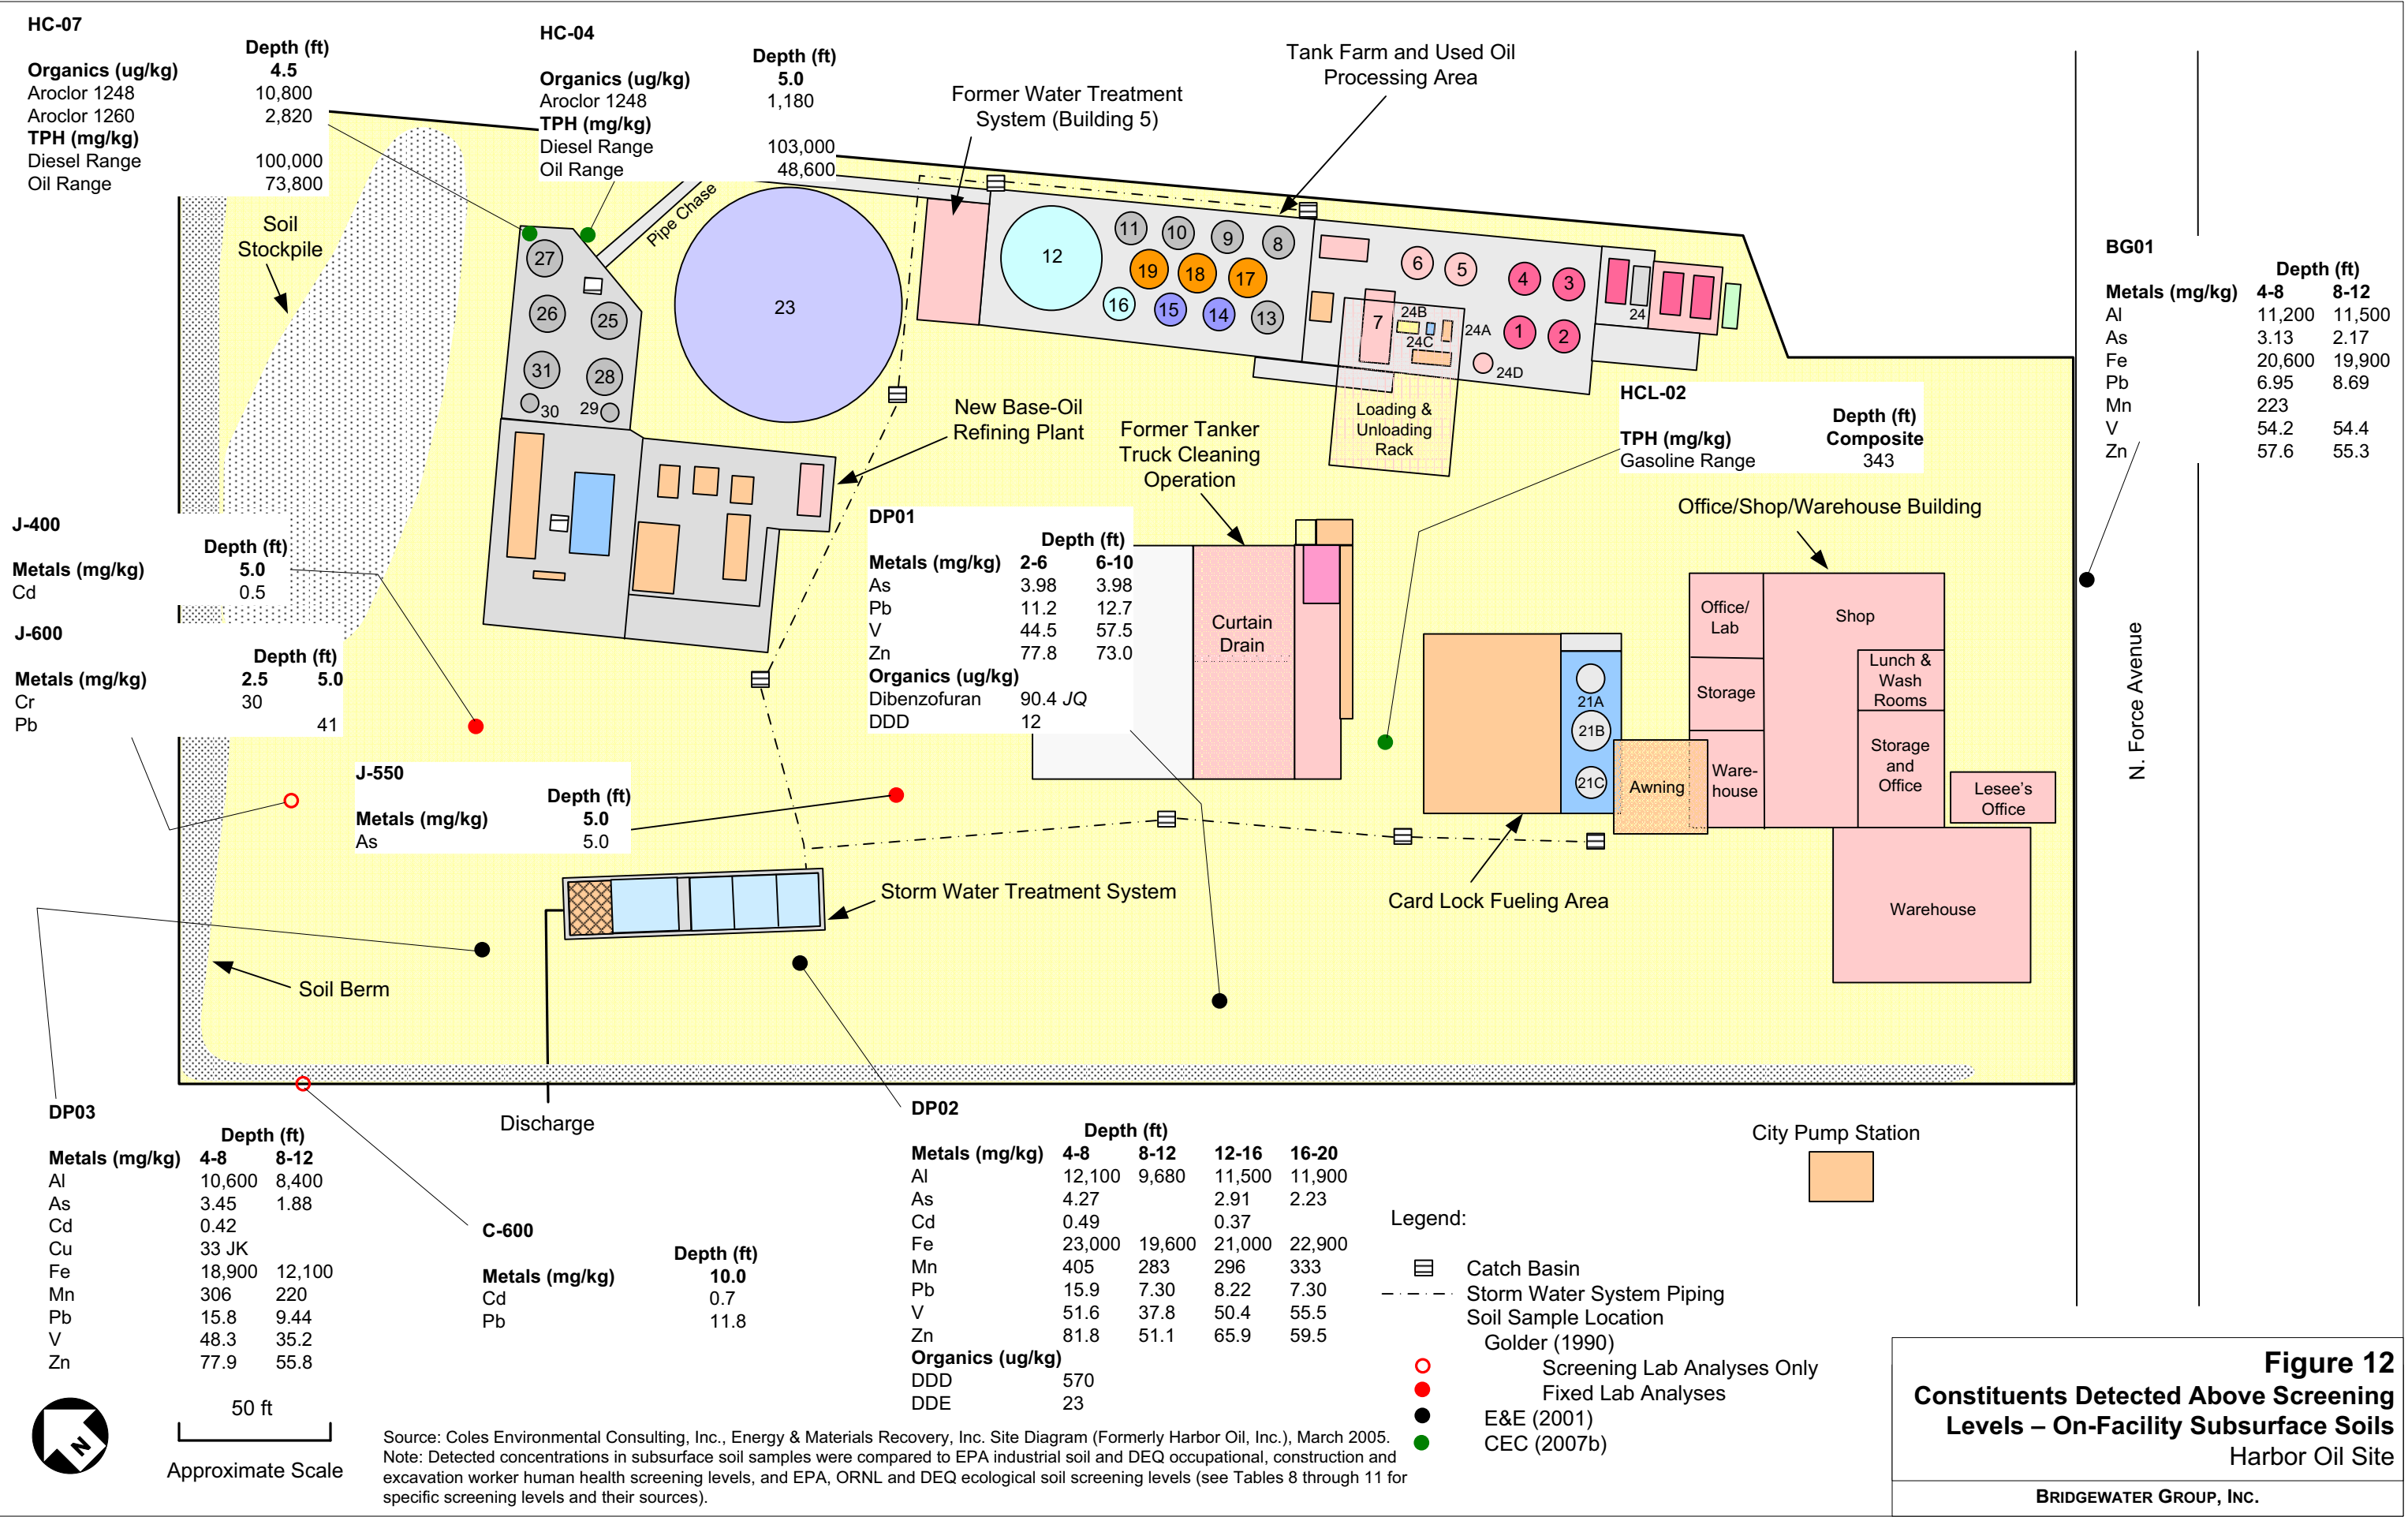 HC-07
Depth (ft)
Organics (ug/kg) 4.5
Aroclor 1248 10,800
Aroclor 1260 2,820
TPH (mg/kg)
Diesel Range 100,000
Oil Range 73,800
HC-04
Depth (ft)
Organics (ug/kg) 5.0
Aroclor 1248 1,180
TPH (mg/kg)
Diesel Range 103,000
Oil Range 48,600
Tank Farm and Used Oil
Processing Area
Former Water Treatment
System (Building 5)
Soil
Stockpile
Pipe Chase
27
26
25
31
28
30
29
23
12
11
10
9
8
19
18
17
16
15
14
13
6
5
4
3
7
24B
24A
24C
24D
1
2
24
Loading &
Unloading
Rack
BG01
Depth (ft)
Metals (mg/kg) 4-8 8-12
Al 11,200 11,500
As 3.13 2.17
Fe 20,600 19,900
Pb 6.95 8.69
Mn 223
V 54.2 54.4
Zn 57.6 55.3
New Base-Oil
Refining Plant
Former Tanker
Truck Cleaning
Operation
HCL-02
Depth (ft)
TPH (mg/kg) Composite
Gasoline Range 343
Office/Shop/Warehouse Building
J-400
Depth (ft)
Metals (mg/kg) 5.0
Cd 0.5
J-600
Depth (ft)
Metals (mg/kg) 2.5 5.0
Cr 30
Pb 41
DP01
Depth (ft)
Metals (mg/kg) 2-6 6-10
As 3.98 3.98
Pb 11.2 12.7
V 44.5 57.5
Zn 77.8 73.0
Organics (ug/kg)
Dibenzofuran 90.4 JQ
DDD 12
Curtain
Drain
21A
21B
21C
Awning
Office/
Lab
Shop
Storage
Lunch &
Wash
Rooms
Ware-
house
Storage
and
Office
Lesee's
Office
Warehouse
N. Force Avenue
J-550
Depth (ft)
Metals (mg/kg) 5.0
As 5.0
Storm Water Treatment System
Card Lock Fueling Area
Soil Berm
Discharge
DP03
Depth (ft)
Metals (mg/kg) 4-8 8-12
Al 10,600 8,400
As 3.45 1.88
Cd 0.42
Cu 33 JK
Fe 18,900 12,100
Mn 306 220
Pb 15.8 9.44
V 48.3 35.2
Zn 77.9 55.8
C-600
Depth (ft)
Metals (mg/kg) 10.0
Cd 0.7
Pb 11.8
DP02
Depth (ft)
Metals (mg/kg) 4-8 8-12 12-16 16-20
Al 12,100 9,680 11,500 11,900
As 4.27 2.91 2.23
Cd 0.49 0.37
Fe 23,000 19,600 21,000 22,900
Mn 405 283 296 333
Pb 15.9 7.30 8.22 7.30
V 51.6 37.8 50.4 55.5
Zn 81.8 51.1 65.9 59.5
Organics (ug/kg)
DDD 570
DDE 23
City Pump Station
Legend:
Catch Basin
Storm Water System Piping
Soil Sample Location
Golder (1990)
Screening Lab Analyses Only
Fixed Lab Analyses
E&E (2001)
CEC (2007b)
N
50 ft
Approximate Scale
Source: Coles Environmental Consulting, Inc., Energy & Materials Recovery, Inc. Site Diagram (Formerly Harbor Oil, Inc.), March 2005.
Note: Detected concentrations in subsurface soil samples were compared to EPA industrial soil and DEQ occupational, construction and
excavation worker human health screening levels, and EPA, ORNL and DEQ ecological soil screening levels (see Tables 8 through 11 for
specific screening levels and their sources).
Figure 12
Constituents Detected Above Screening
Levels – On-Facility Subsurface Soils
Harbor Oil Site
BRIDGEWATER GROUP, INC.